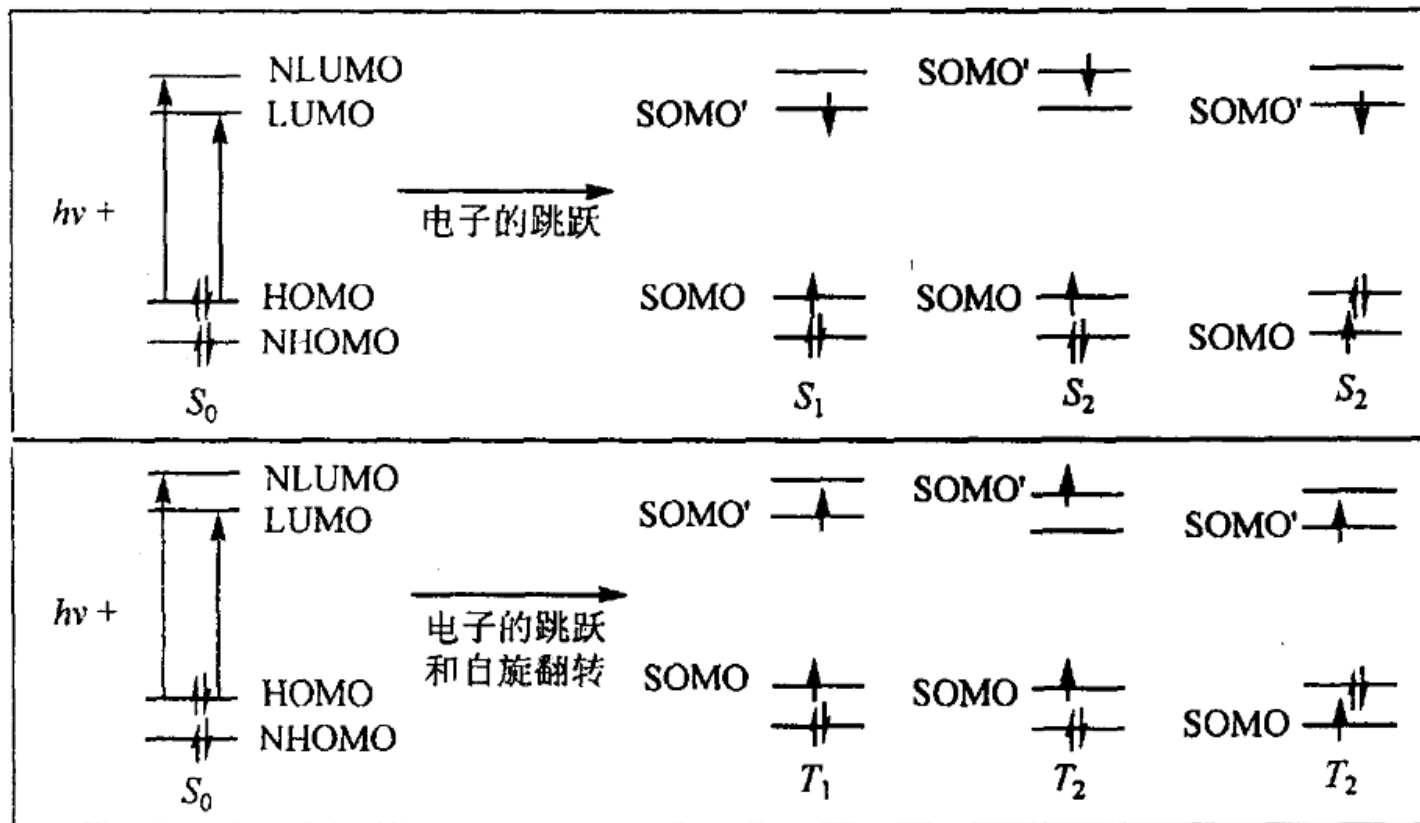 NLUMO
LUMO
hν +
HOMO
NHOMO
S₀
电子的跳跃
SOMO'
SOMO
S₁
SOMO'
SOMO
S₂
SOMO'
SOMO
S₂
NLUMO
LUMO
hν +
HOMO
NHOMO
S₀
电子的跳跃
和白旋翻转
SOMO'
SOMO
T₁
SOMO'
SOMO
T₂
SOMO'
SOMO
T₂